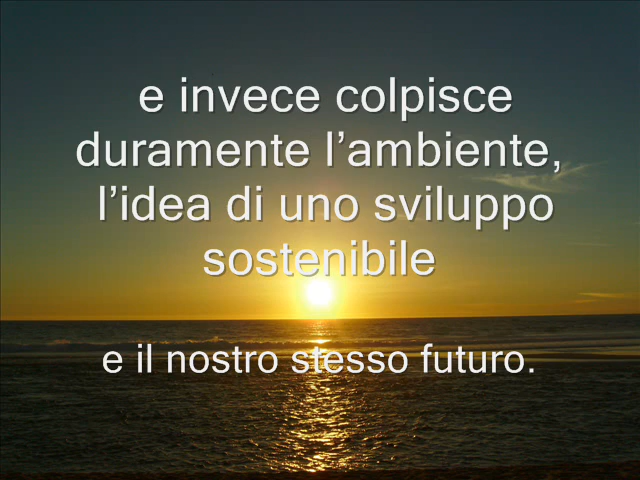 e invece colpisce
duramente l’ambiente,
l’idea di uno sviluppo
sostenibile
e il nostro stesso futuro.